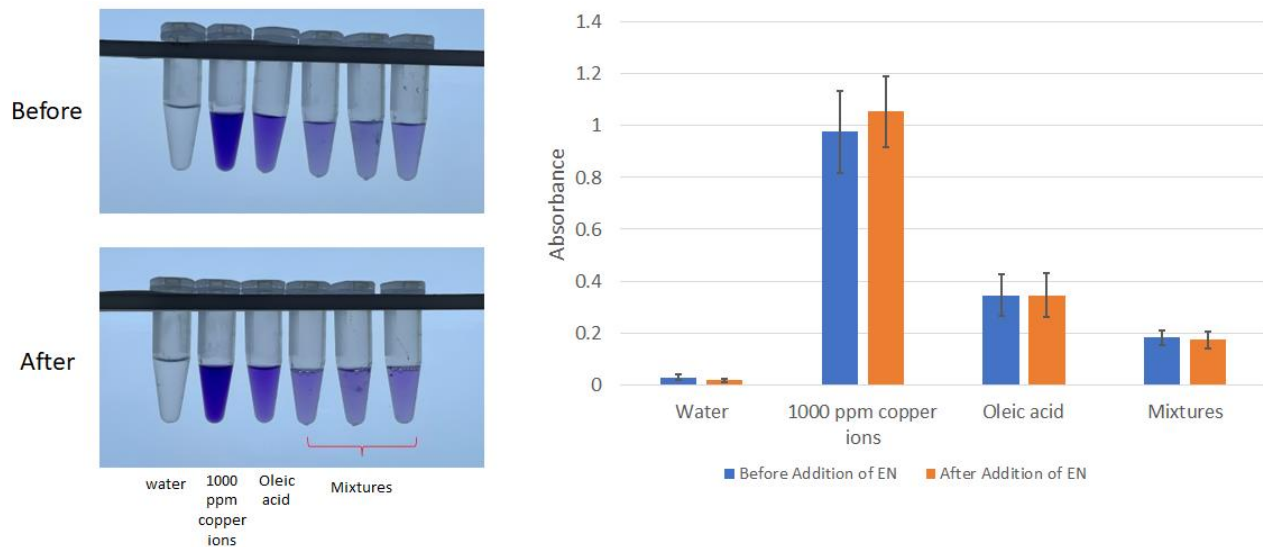 Before
After
water
1000
ppm
copper
ions
Oleic
acid
Mixtures
1.4
1.2
1
0.8
0.6
0.4
0.2
0
Absorbance
Water
1000 ppm copper
ions
Oleic acid
Mixtures
Before Addition of EN
After Addition of EN